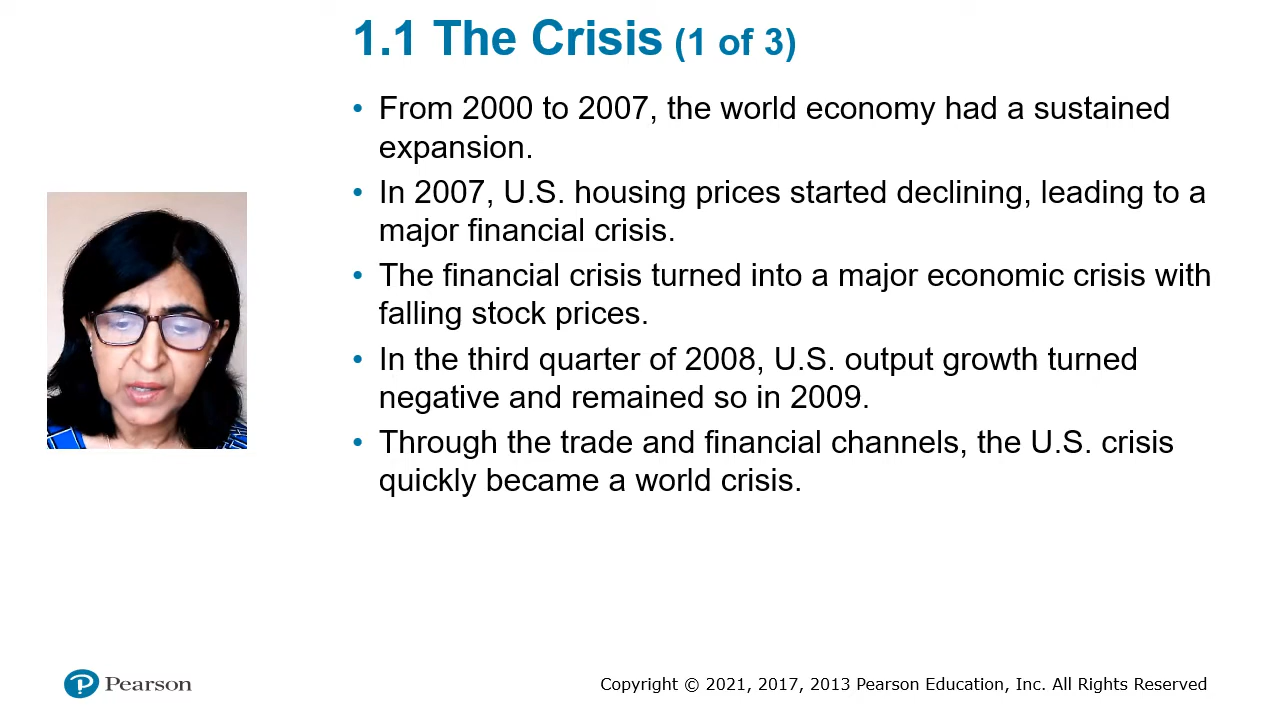 1.1 The Crisis (1 of 3)
• From 2000 to 2007, the world economy had a sustained
expansion.
• In 2007, U.S. housing prices started declining, leading to a
major financial crisis.
• The financial crisis turned into a major economic crisis with
falling stock prices.
• In the third quarter of 2008, U.S. output growth turned
negative and remained so in 2009.
• Through the trade and financial channels, the U.S. crisis
quickly became a world crisis.
P Pearson
Copyright © 2021, 2017, 2013 Pearson Education, Inc. All Rights Reserved